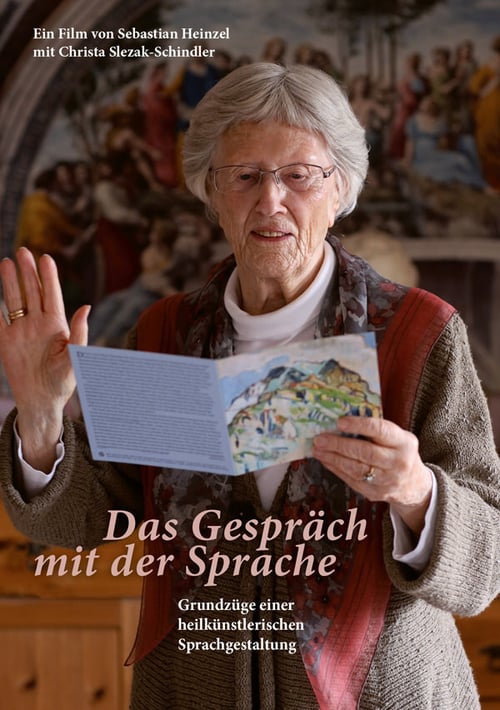 Ein Film von Sebastian Heinzel
mit Christa Slezak-Schindler
Das Gespräch
mit der Sprache
Grundzüge einer
heilkünstlerischen
Sprachgestaltung